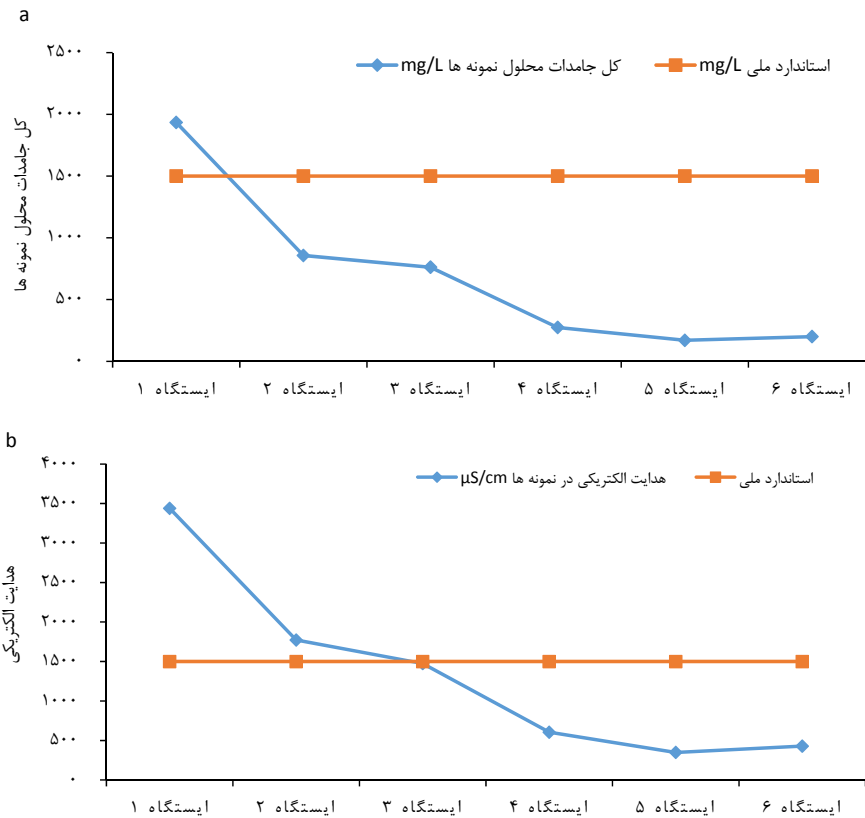 a
۲۵۰۰
کل جامدات محلول نمونه ها mg/L
استاندارد ملی mg/L
۲۰۰۰
۱۵۰۰
۱۰۰۰
۵۰۰
۰
کل جامدات محلول نمونه ها
ایستگاه ۱ ایستگاه ۲ ایستگاه ۳ ایستگاه ۴ ایستگاه ۵ ایستگاه ۶
b
۴۰۰۰
هدایت الکتریکی در نمونه ها µS/cm
استاندارد ملی
۳۵۰۰
۳۰۰۰
۲۵۰۰
۲۰۰۰
۱۵۰۰
۱۰۰۰
۵۰۰
۰
هدایت الکتریکی
ایستگاه ۱ ایستگاه ۲ ایستگاه ۳ ایستگاه ۴ ایستگاه ۵ ایستگاه ۶